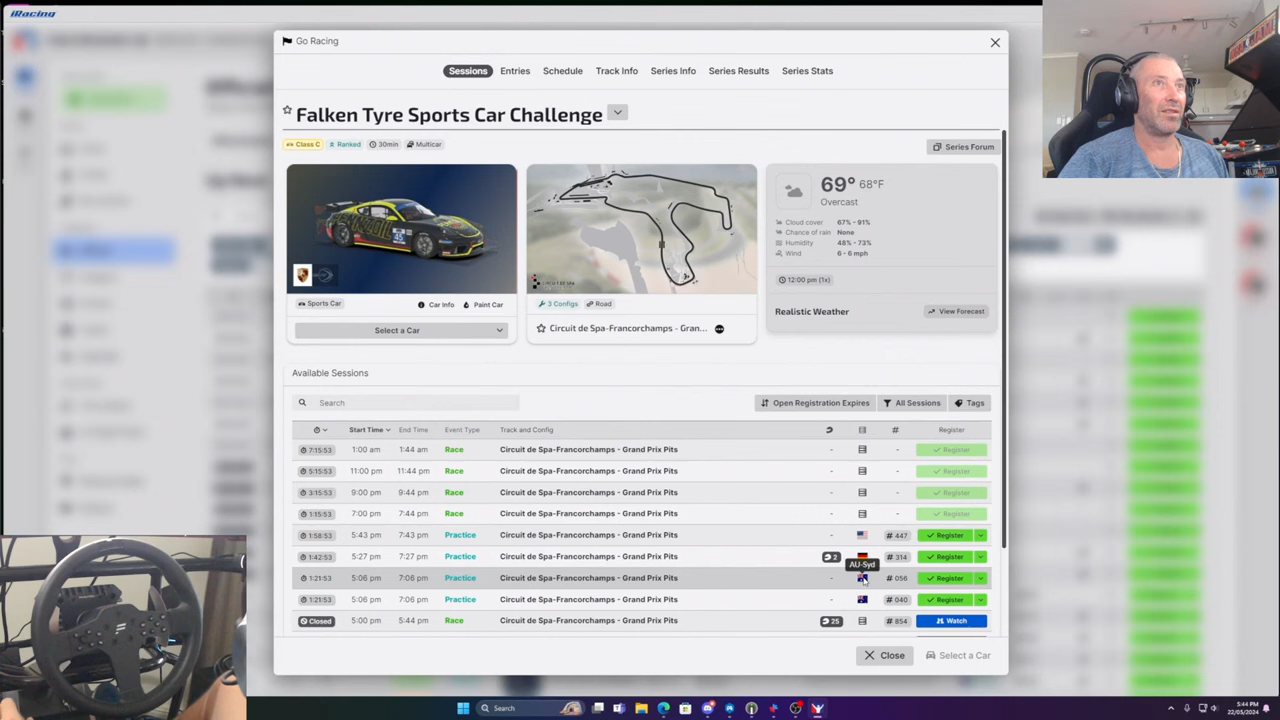 iRacing
Go Racing
Sessions Entries Schedule Track Info Series Info Series Results Series Stats
Falken Tyre Sports Car Challenge
Class C # Ranked 30min Multicar Series Forum
69° 68°F
Overcast
Cloud cover 67% - 91%
Chance of rain None
Humidity 48% - 73%
Wind 6 - 6 mph
12:00 pm (1x)
Realistic Weather View Forecast
Sports Car Car Info Paint Car
Select a Car
3 Configs Road
Circuit de Spa-Francorchamps - Gran...
Available Sessions
Search Open Registration Expires All Sessions Tags
Start Time End Time Event Type Track and Config # Register
7:15:53 1:00 am 1:44 am Race Circuit de Spa-Francorchamps - Grand Prix Pits - - Register
5:15:53 11:00 pm 11:44 pm Race Circuit de Spa-Francorchamps - Grand Prix Pits - - Register
3:15:53 9:00 pm 9:44 pm Race Circuit de Spa-Francorchamps - Grand Prix Pits - - Register
1:15:53 7:00 pm 7:44 pm Race Circuit de Spa-Francorchamps - Grand Prix Pits - - Register
1:58:53 5:43 pm 7:43 pm Practice Circuit de Spa-Francorchamps - Grand Prix Pits - # 447 Register
1:42:53 5:27 pm 7:27 pm Practice Circuit de Spa-Francorchamps - Grand Prix Pits 2 # 314 Register
AU-Syd
1:21:53 5:06 pm 7:06 pm Practice Circuit de Spa-Francorchamps - Grand Prix Pits - # 056 Register
1:21:53 5:06 pm 7:06 pm Practice Circuit de Spa-Francorchamps - Grand Prix Pits - # 040 Register
Closed 5:00 pm 5:44 pm Race Circuit de Spa-Francorchamps - Grand Prix Pits 25 # 854 Watch
Close Select a Car
Search
5:44 PM
22/05/2024